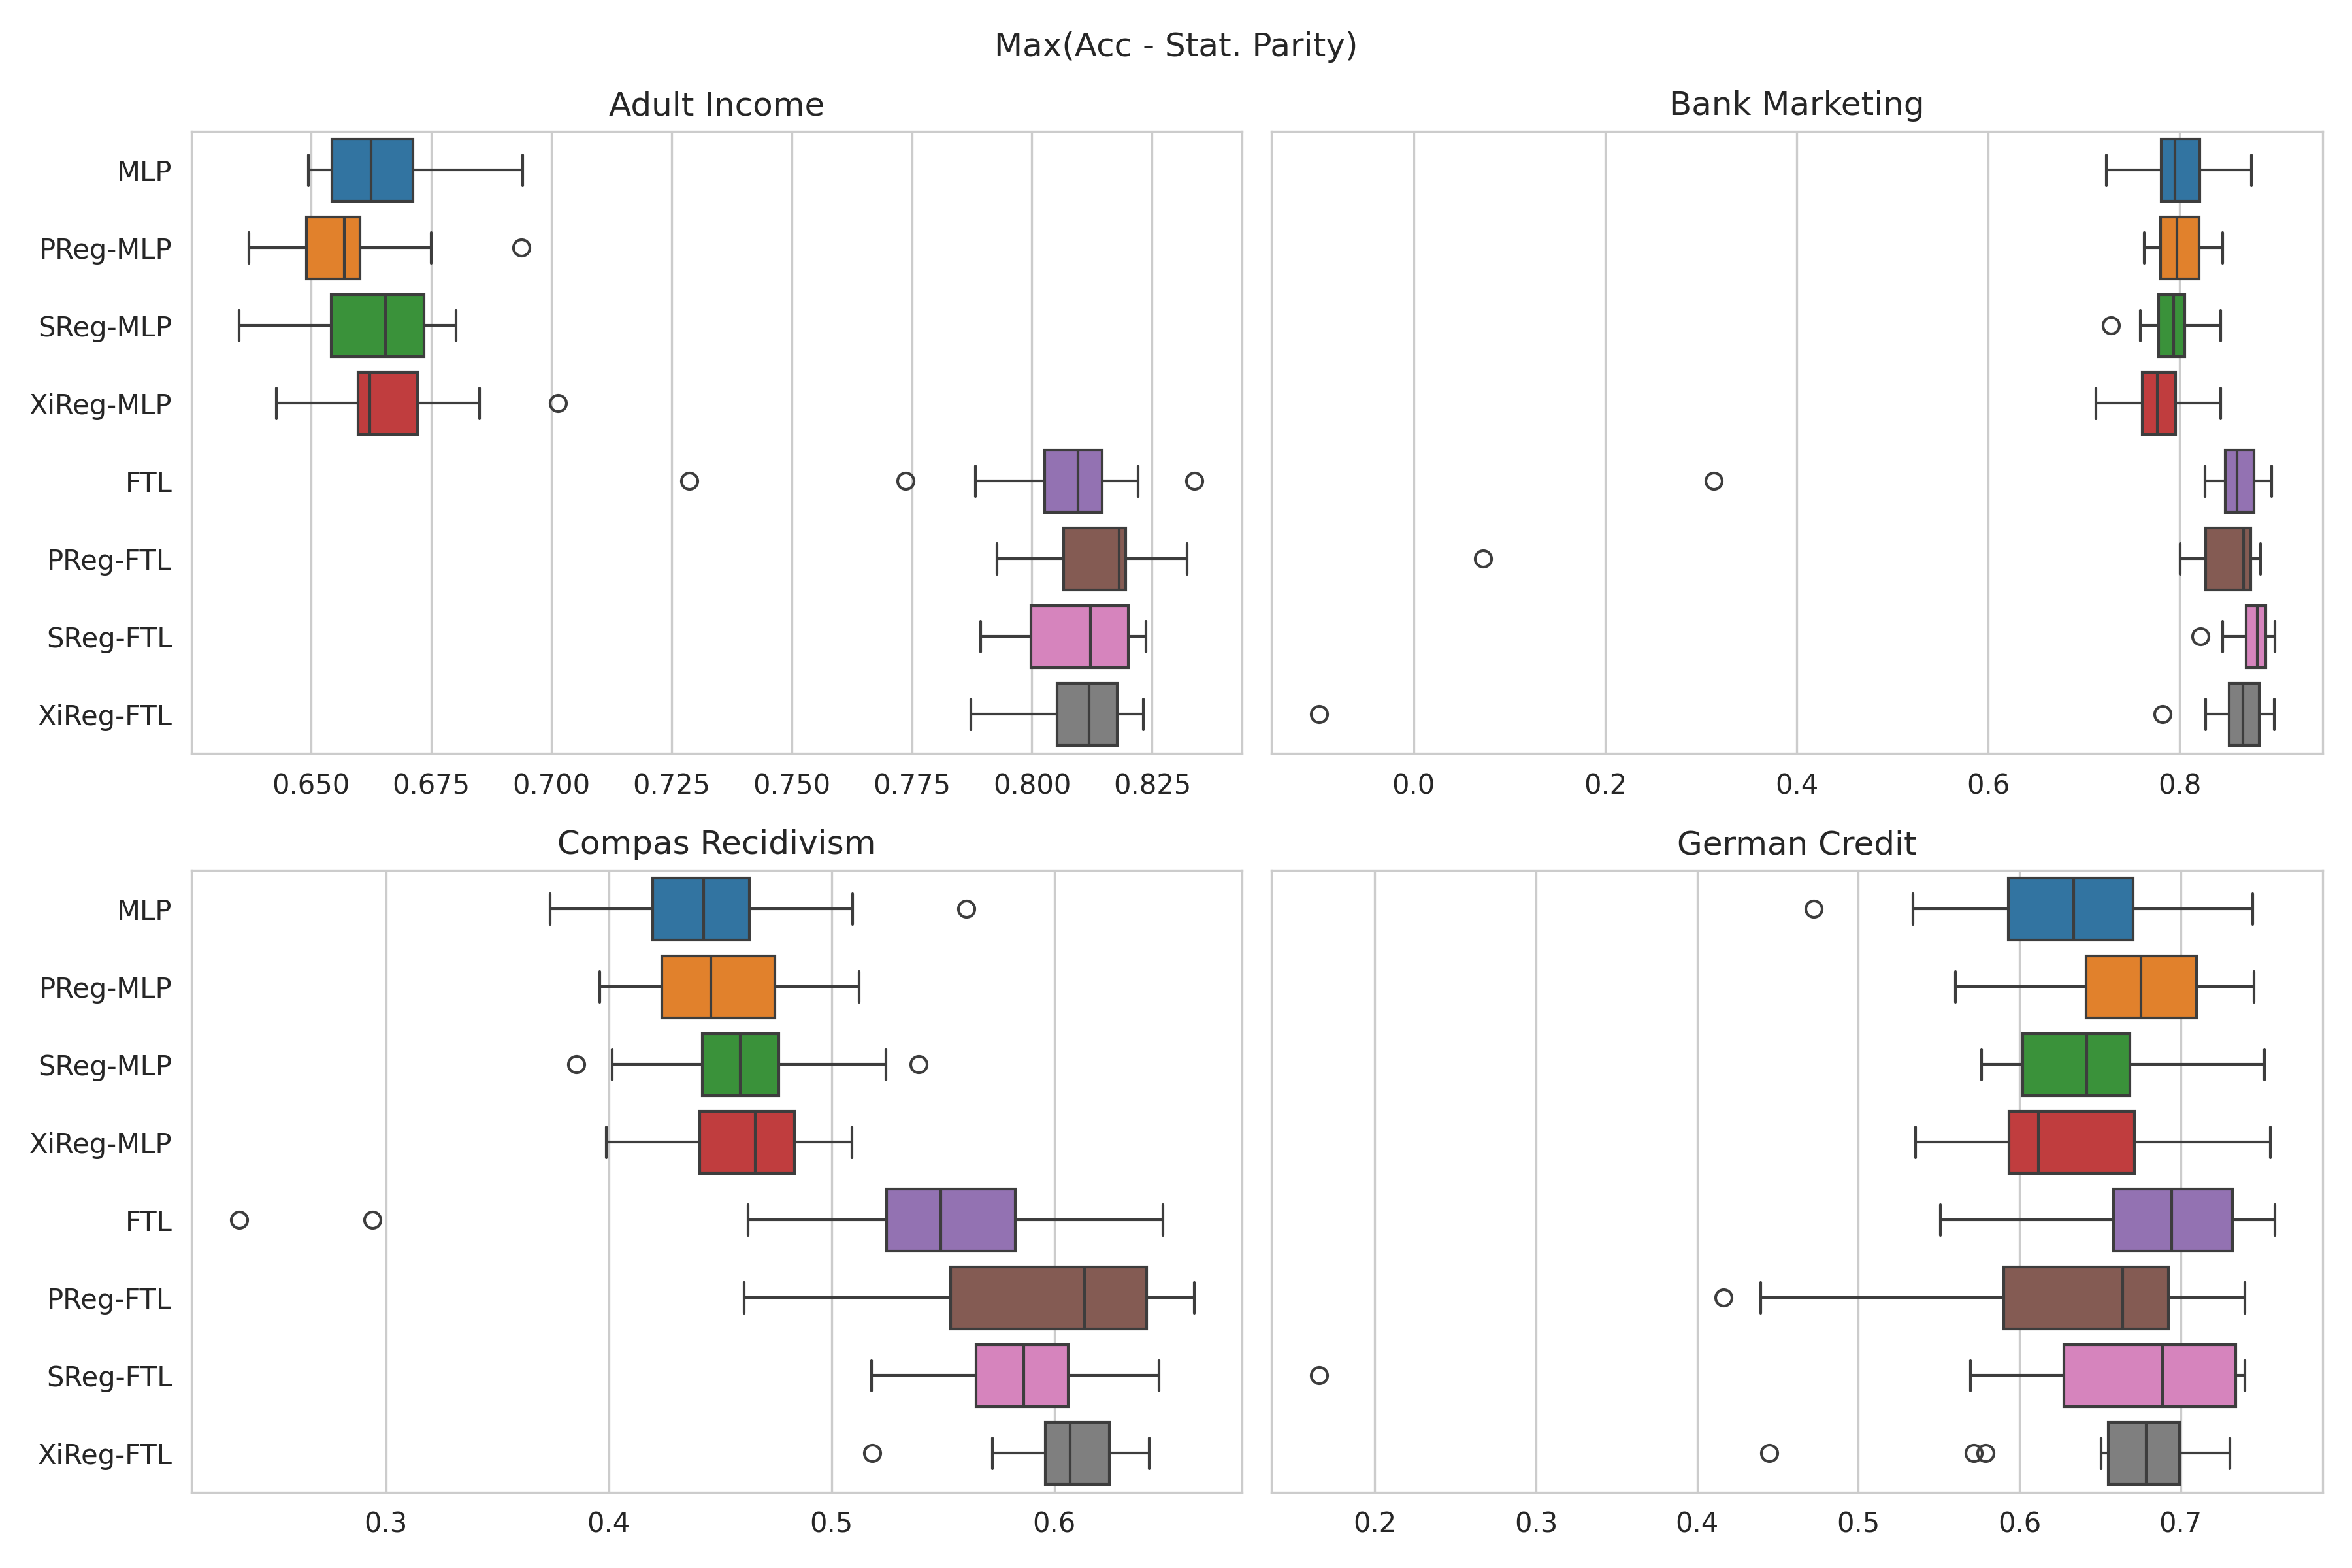 Max(Acc - Stat. Parity)
Adult Income
Bank Marketing
MLP
PReg-MLP
SReg-MLP
XiReg-MLP
FTL
PReg-FTL
SReg-FTL
XiReg-FTL
0.650 0.675 0.700 0.725 0.750 0.775 0.800 0.825
0.0 0.2 0.4 0.6 0.8
Compas Recidivism
German Credit
MLP
PReg-MLP
SReg-MLP
XiReg-MLP
FTL
PReg-FTL
SReg-FTL
XiReg-FTL
0.3 0.4 0.5 0.6
0.2 0.3 0.4 0.5 0.6 0.7